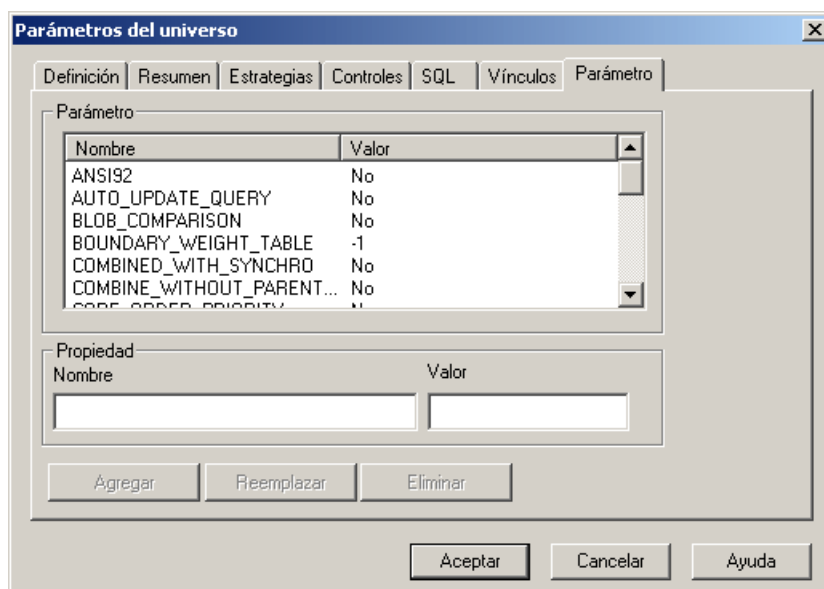 Parámetros del universo
Definición Resumen Estrategias Controles SQL Vínculos Parámetro
Parámetro
Nombre Valor
ANSI92 No
AUTO_UPDATE_QUERY No
BLOB_COMPARISON No
BOUNDARY_WEIGHT_TABLE -1
COMBINED_WITH_SYNCHRO No
COMBINE_WITHOUT_PARENT... No
Propiedad
Nombre Valor
Agregar Reemplazar Eliminar
Aceptar Cancelar Ayuda